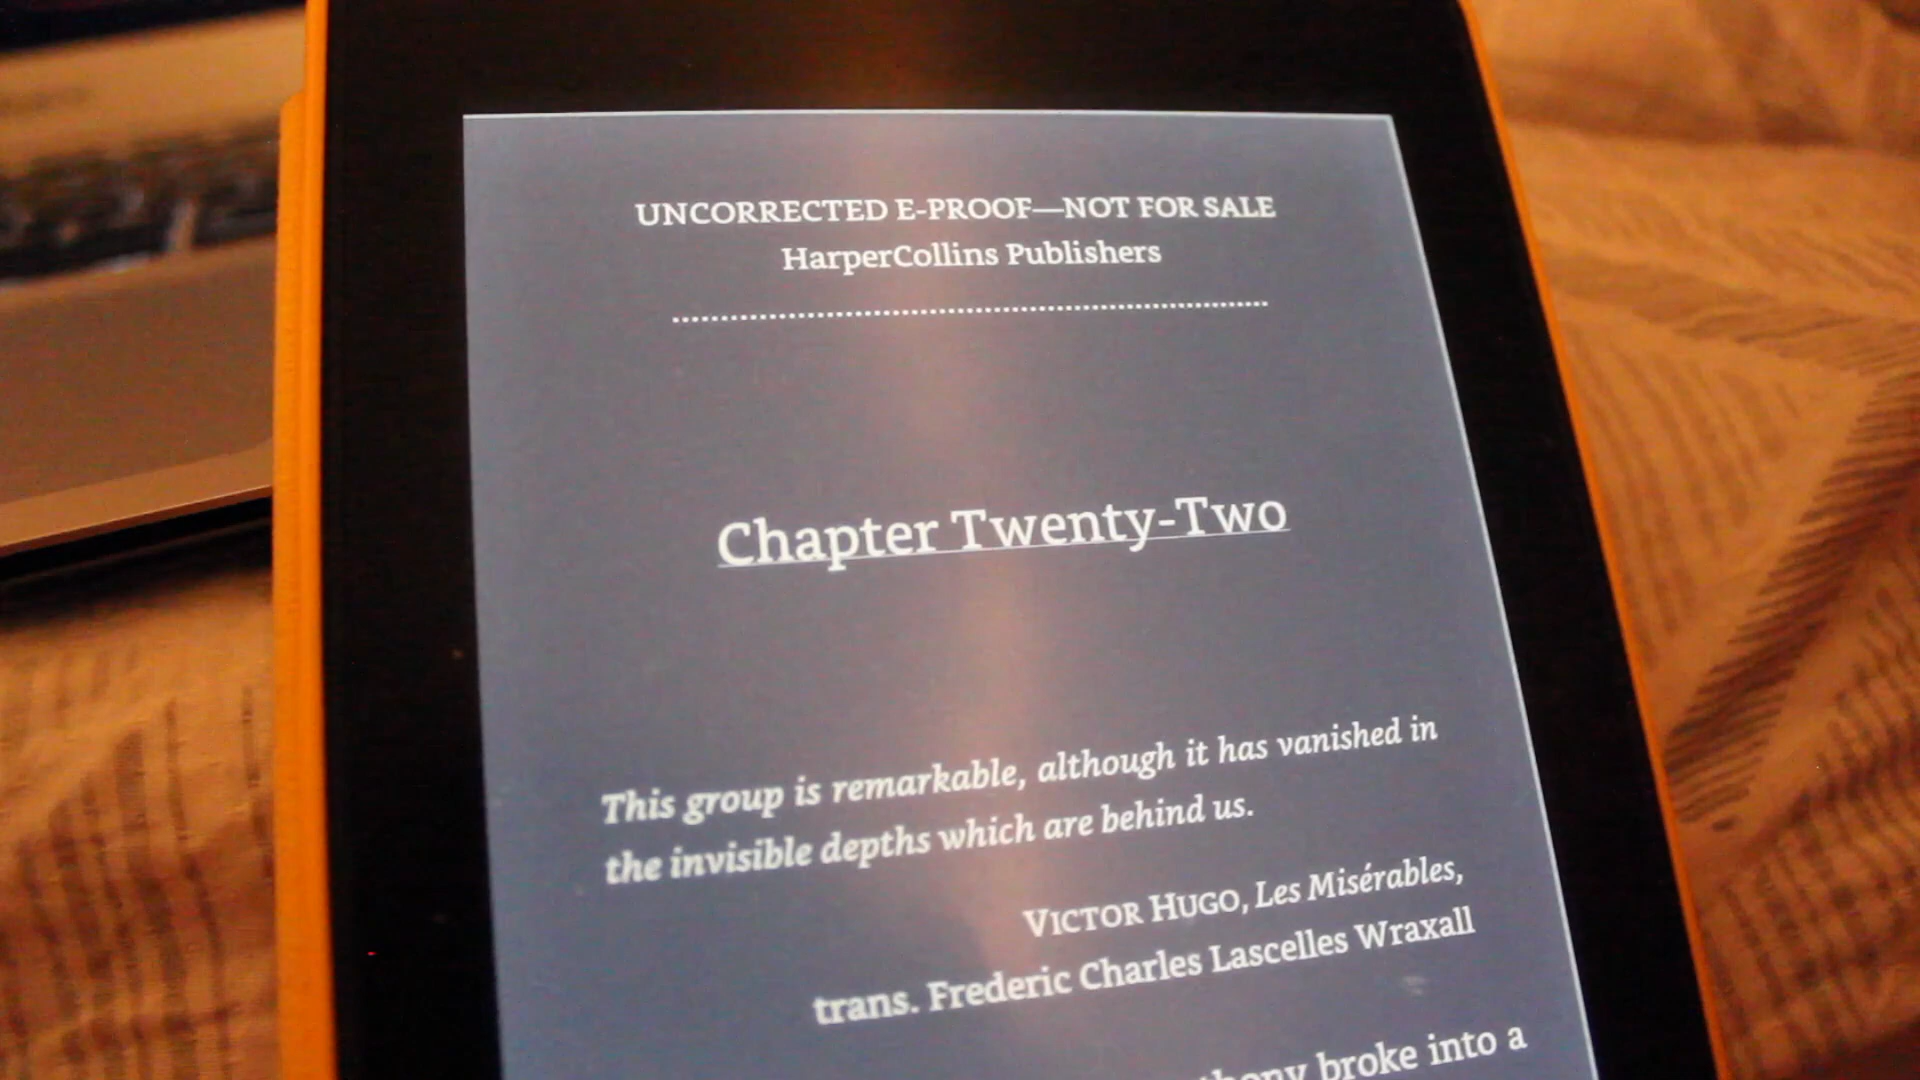 UNCORRECTED E-PROOF—NOT FOR SALE
HarperCollins Publishers
Chapter Twenty-Two
This group is remarkable, although it has vanished in
the invisible depths which are behind us.
VICTOR HUGO, Les Misérables,
trans. Frederic Charles Lascelles Wraxall
broke into a